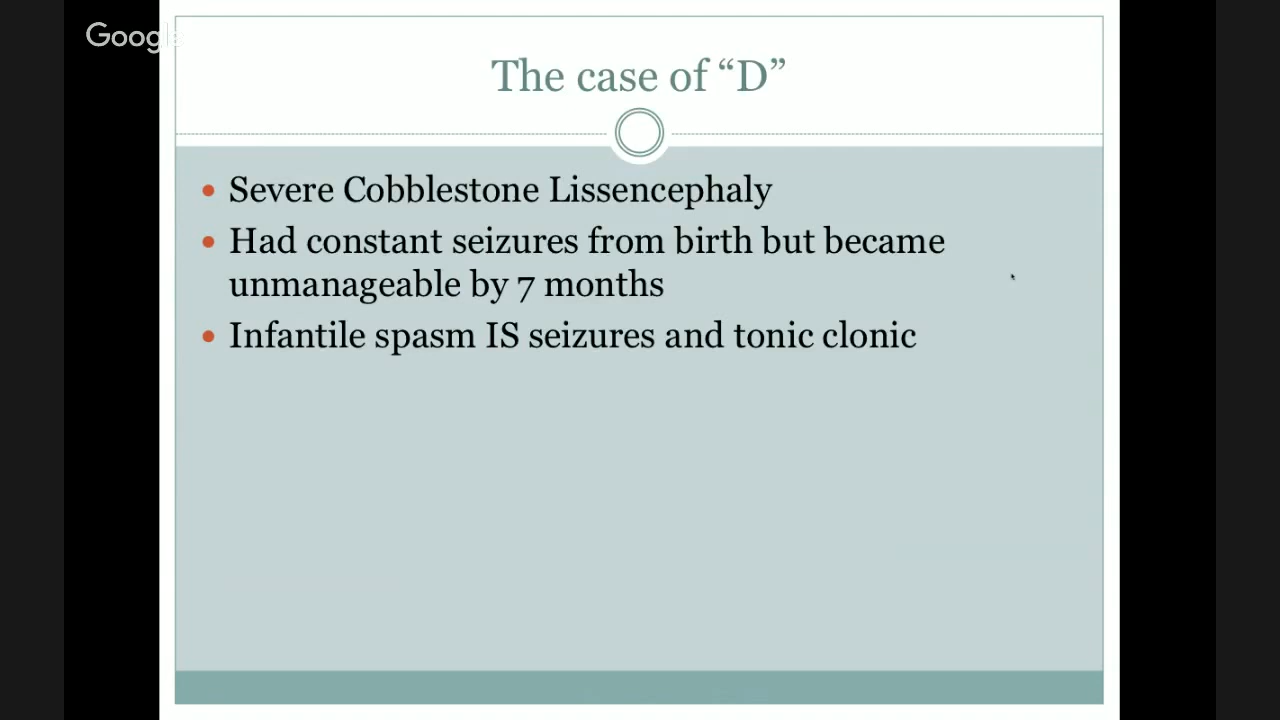 Google
The case of “D”
• Severe Cobblestone Lissencephaly
• Had constant seizures from birth but became
unmanageable by 7 months
• Infantile spasm IS seizures and tonic clonic